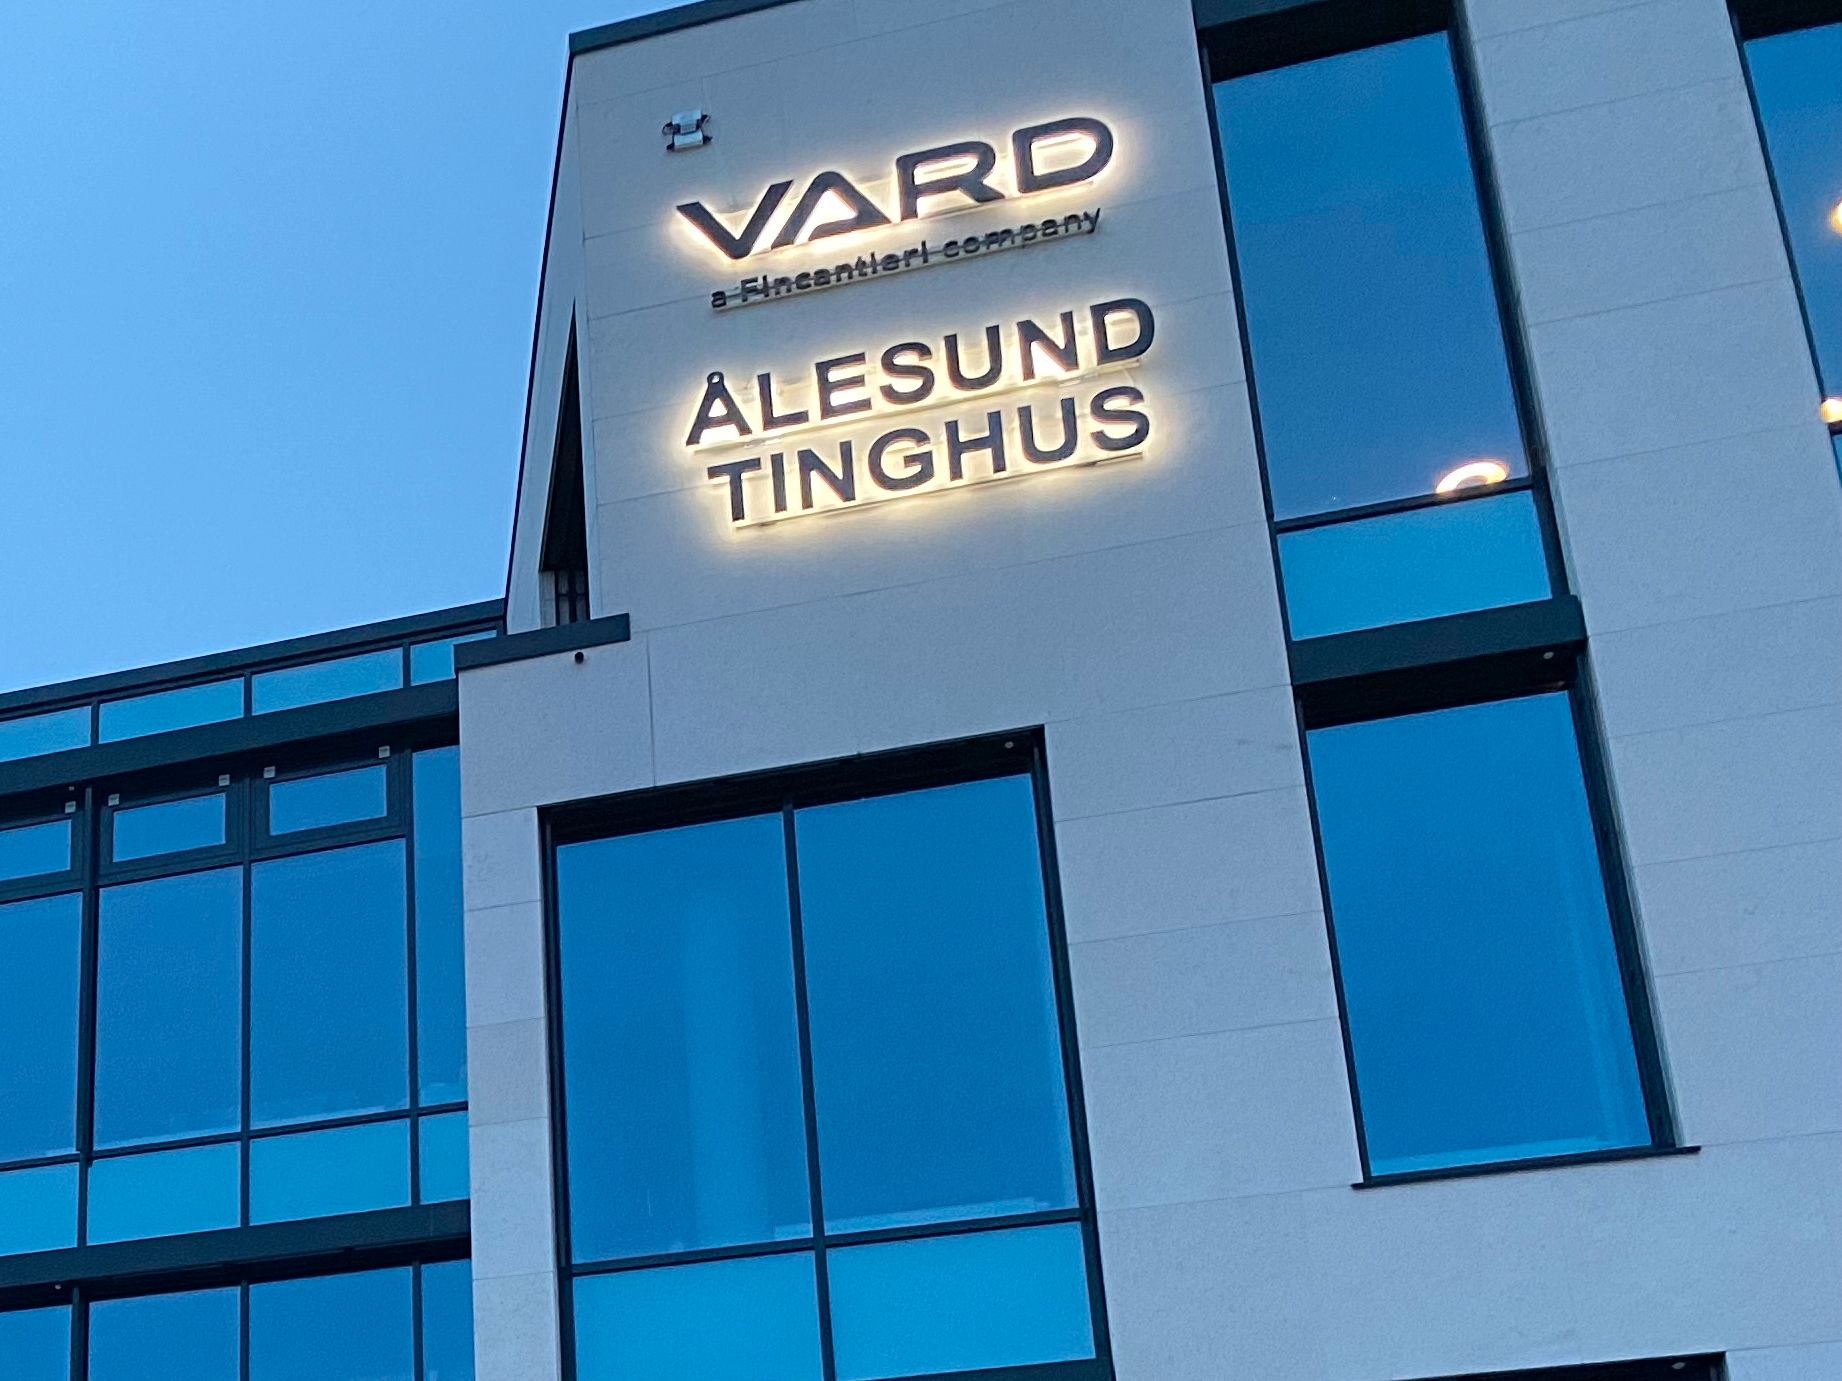 VARD
a Fincantieri company
ÅLESUND
TINGHUS